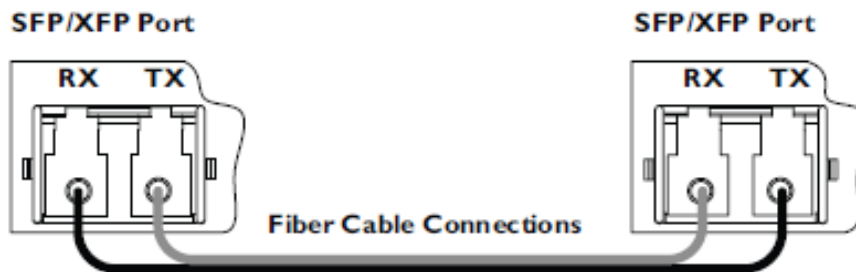 SFP/XFP Port SFP/XFP Port
RX TX RX TX
Fiber Cable Connections